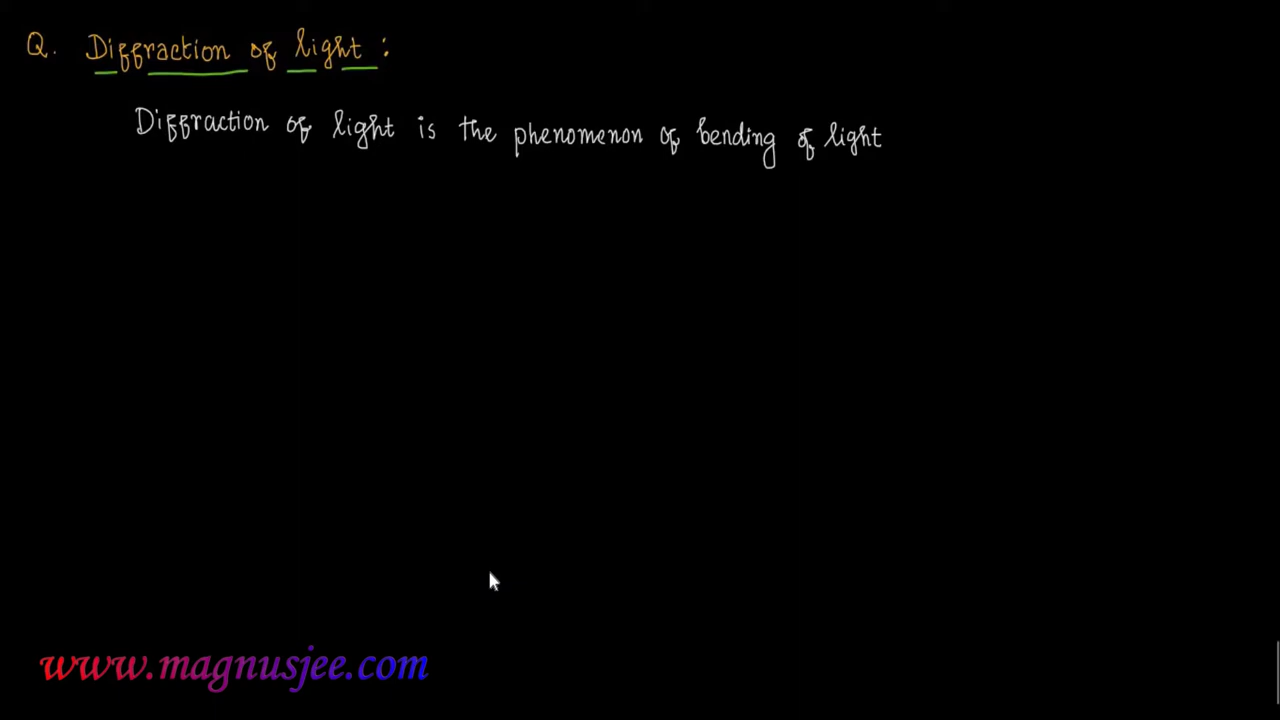 Q. Diffraction of light :
Diffraction of light is the phenomenon of bending of light
www.magnusjee.com